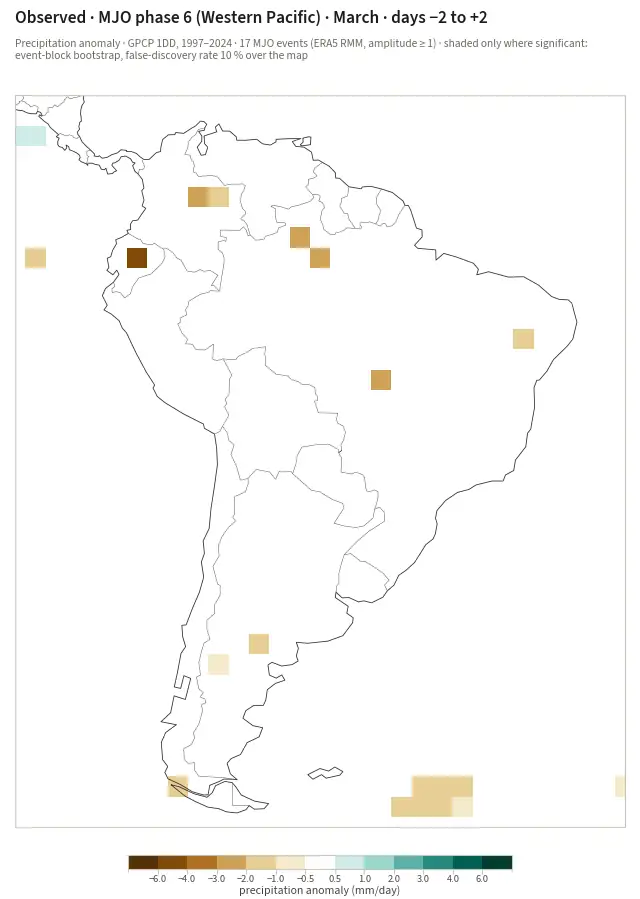 Observed · MJO phase 6 (Western Pacific) · March · days −2 to +2
Precipitation anomaly · GPCP 1DD, 1997–2024 · 17 MJO events (ERA5 RMM, amplitude ≥ 1) · shaded only where significant:
event-block bootstrap, false-discovery rate 10 % over the map
−6.0 −4.0 −3.0 −2.0 −1.0 −0.5 0.5 1.0 2.0 3.0 4.0 6.0
precipitation anomaly (mm/day)